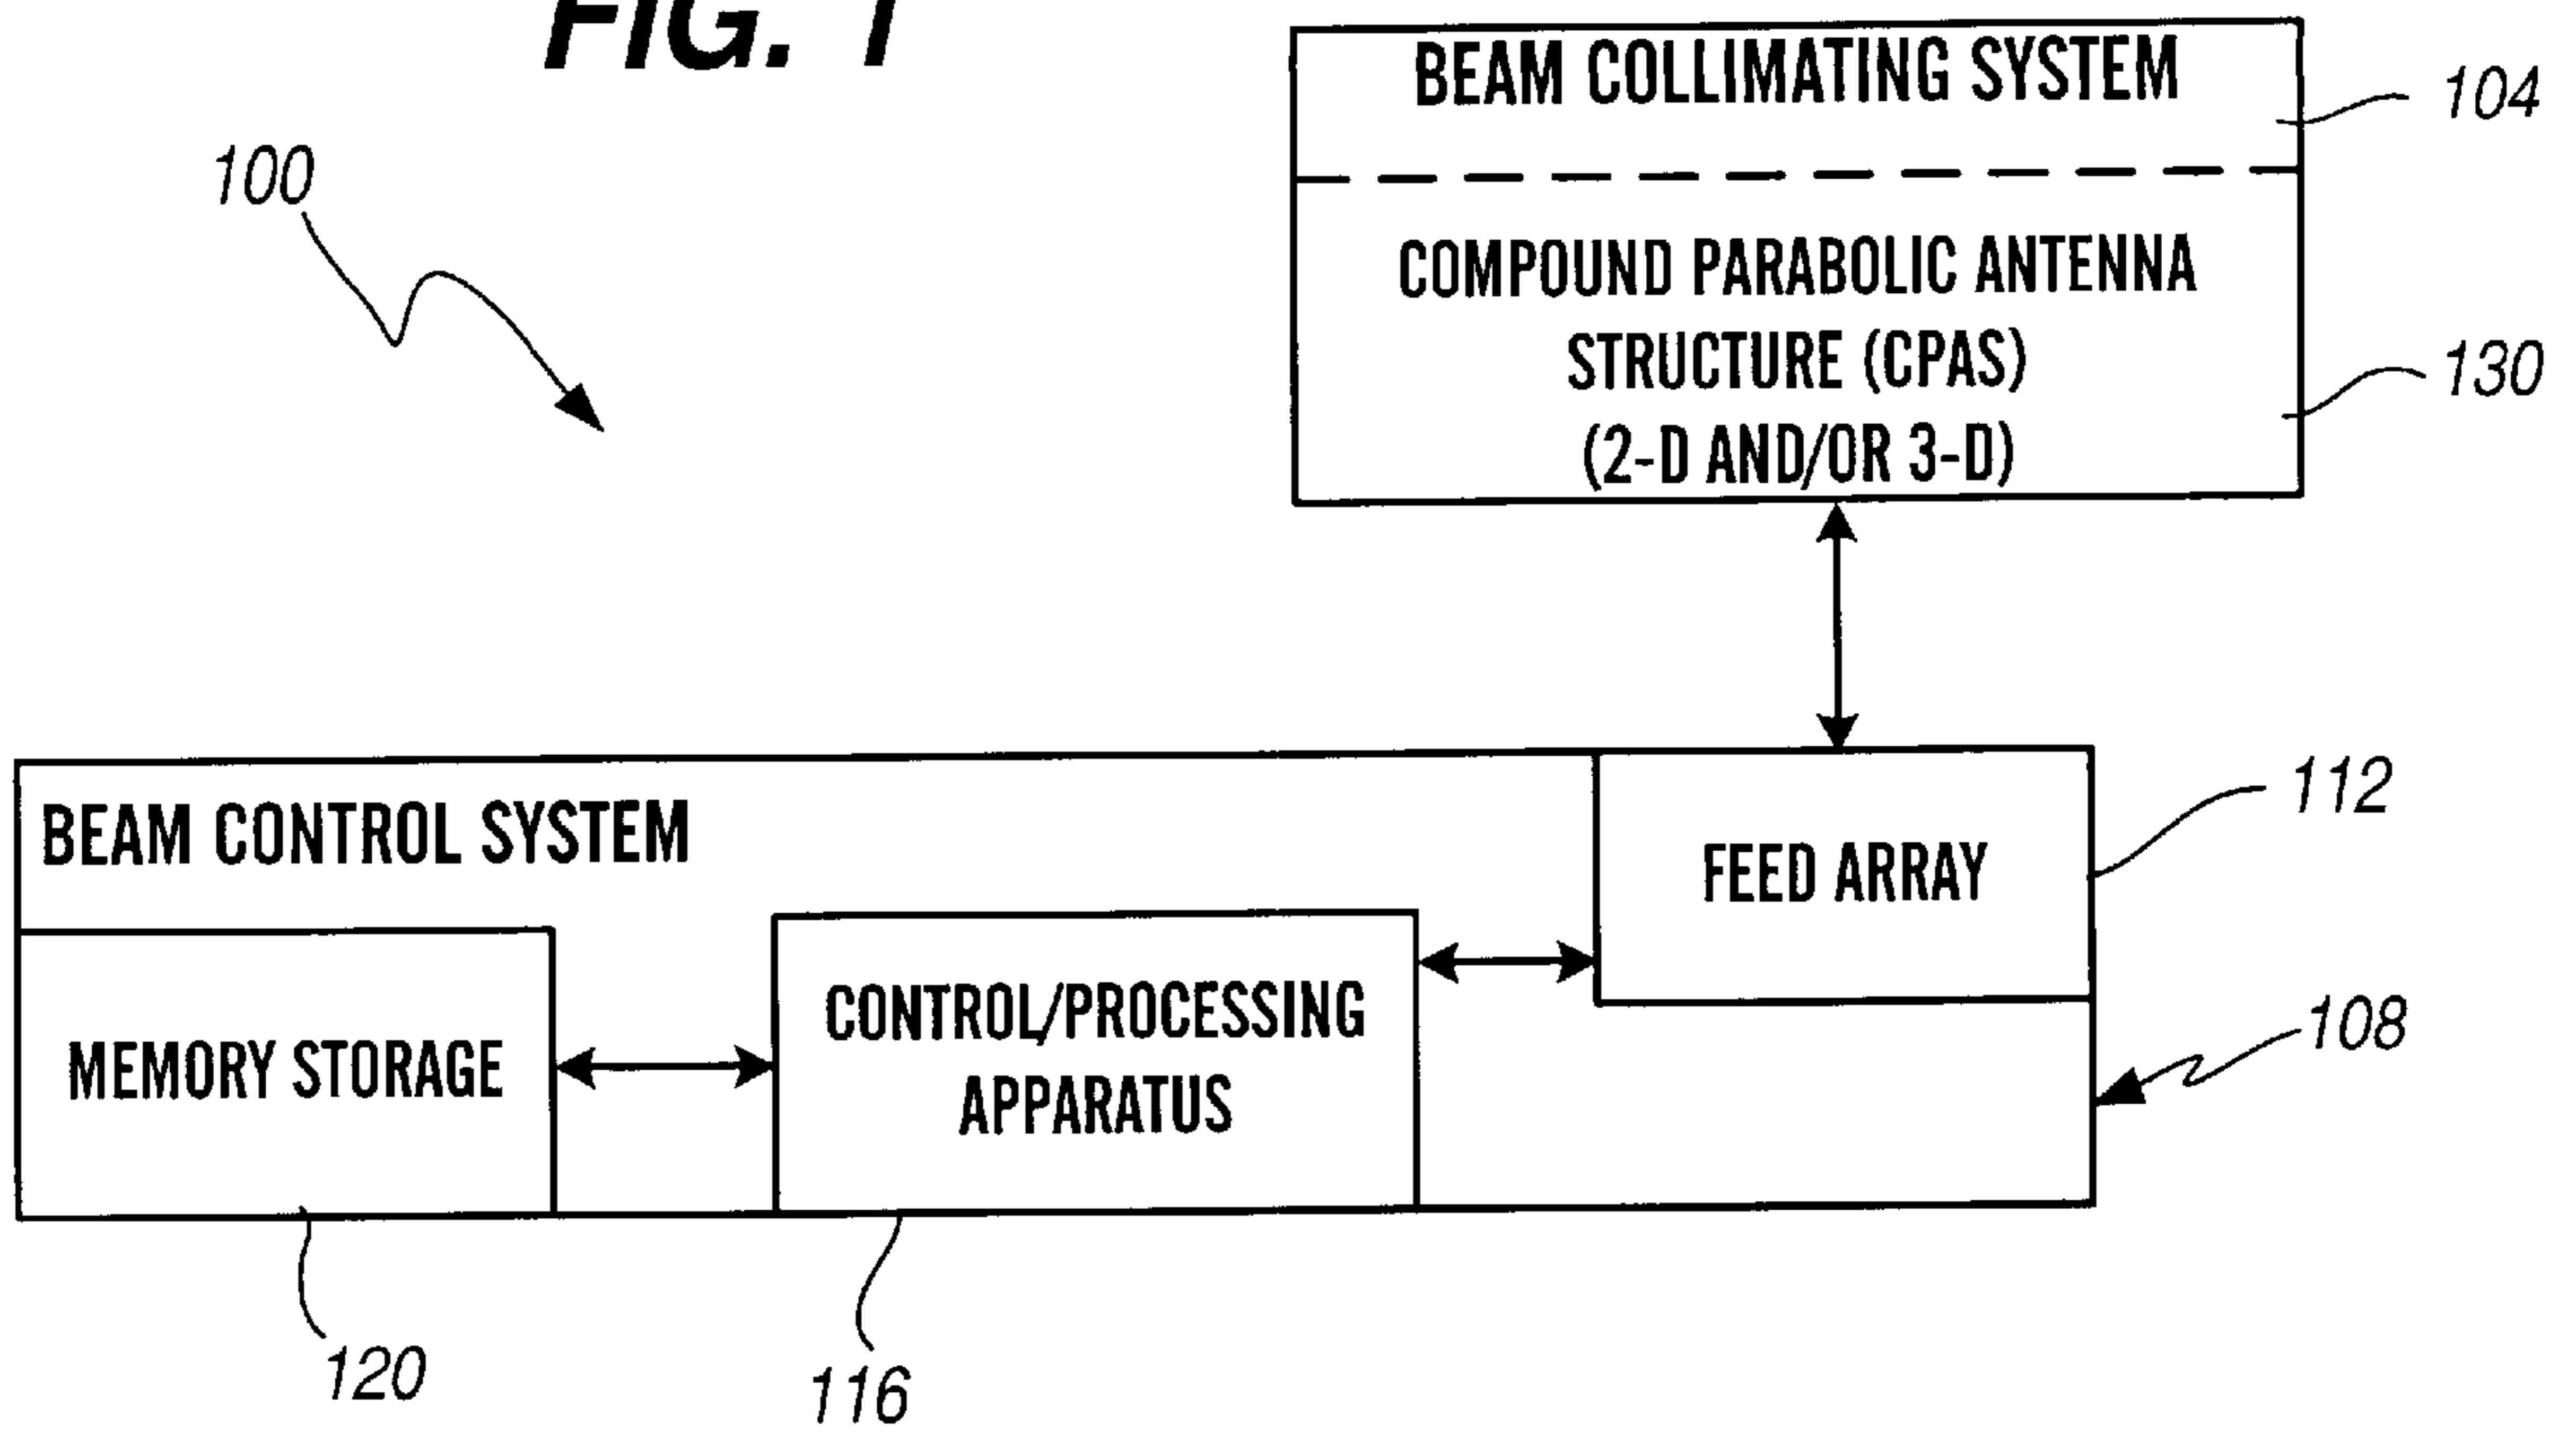 FIG. 1
100
BEAM COLLIMATING SYSTEM
104
COMPOUND PARABOLIC ANTENNA
STRUCTURE (CPAS)
(2-D AND/OR 3-D)
130
BEAM CONTROL SYSTEM
FEED ARRAY
112
MEMORY STORAGE
CONTROL/PROCESSING
APPARATUS
108
120
116